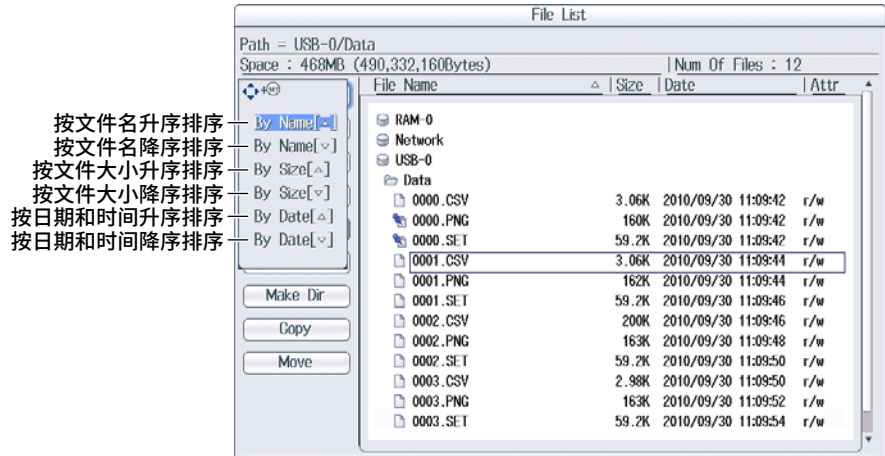 File List
Path = USB-0/Data
Space : 468MB (490,332,160Bytes) Num Of Files : 12
+SET
File Name △ Size Date Attr
按文件名升序排序 By Name[△]
按文件名降序排序 By Name[▽]
按文件大小升序排序 By Size[△]
按文件大小降序排序 By Size[▽]
按日期和时间升序排序 By Date[△]
按日期和时间降序排序 By Date[▽]
Make Dir
Copy
Move
RAM-0
Network
USB-0
Data
0000.CSV 3.06K 2010/09/30 11:09:42 r/w
0000.PNG 160K 2010/09/30 11:09:42 r/w
0000.SET 59.2K 2010/09/30 11:09:42 r/w
0001.CSV 3.06K 2010/09/30 11:09:44 r/w
0001.PNG 162K 2010/09/30 11:09:44 r/w
0001.SET 59.2K 2010/09/30 11:09:46 r/w
0002.CSV 200K 2010/09/30 11:09:46 r/w
0002.PNG 163K 2010/09/30 11:09:48 r/w
0002.SET 59.2K 2010/09/30 11:09:50 r/w
0003.CSV 2.98K 2010/09/30 11:09:50 r/w
0003.PNG 163K 2010/09/30 11:09:52 r/w
0003.SET 59.2K 2010/09/30 11:09:54 r/w